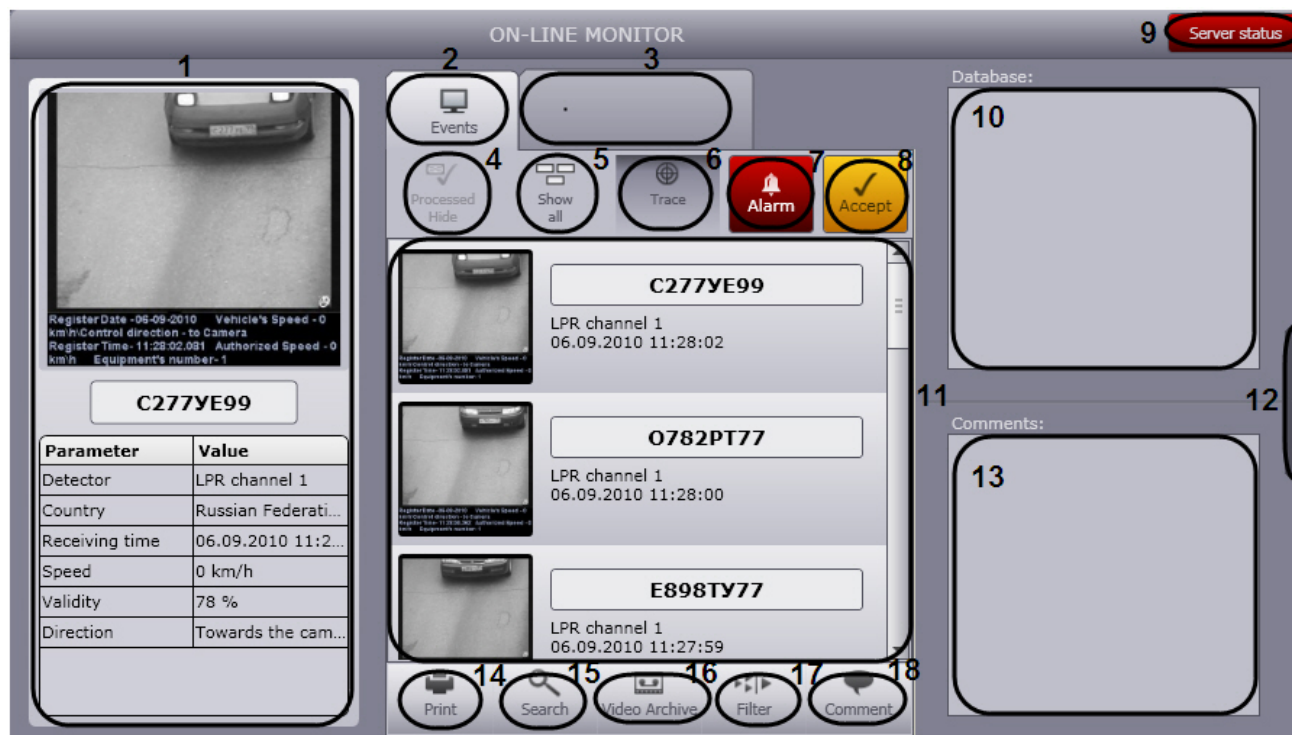 ON-LINE MONITOR
9 Server status
1
Register Date -06-09-2010 Vehicle's Speed - 0
km\h\Control direction - to Camera
Register Time- 11:28:02.081 Authorized Speed - 0
km\h Equipment's number- 1
С277УЕ99
Parameter Value
Detector LPR channel 1
Country Russian Federati...
Receiving time 06.09.2010 11:2...
Speed 0 km/h
Validity 78 %
Direction Towards the cam...
2 3
Events
4 5 6 7 8
Processed
Hide
Show
all
Trace
Alarm
Accept
С277УЕ99
LPR channel 1
06.09.2010 11:28:02
О782РТ77
LPR channel 1
06.09.2010 11:28:00
Е898ТУ77
LPR channel 1
06.09.2010 11:27:59
11
14 15 16 17 18
Print Search Video Archive Filter Comment
Database:
10
12
Comments:
13